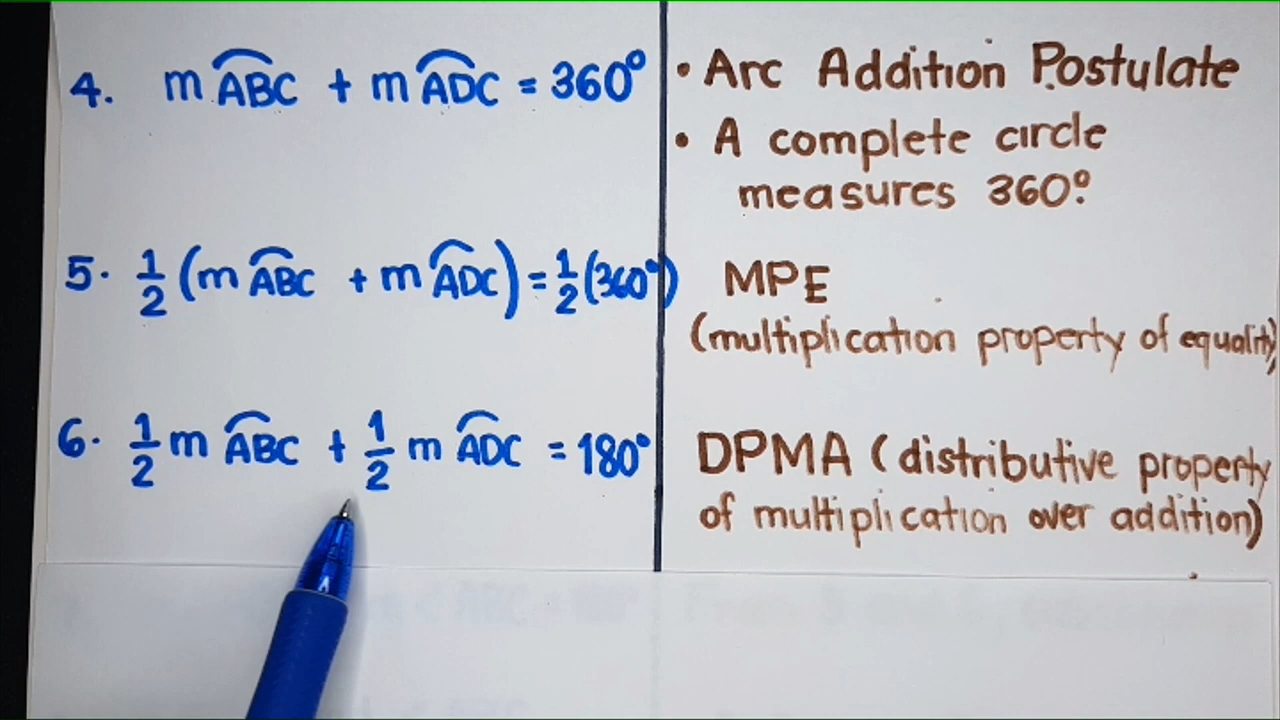 4. m ABC + m ADC = 360°
• Arc Addition Postulate
• A complete circle
measures 360°.
5. 1/2 (m ABC + m ADC) = 1/2 (360°)
MPE
(multiplication property of equality)
6. 1/2 m ABC + 1/2 m ADC = 180°
DPMA (distributive property
of multiplication over addition)